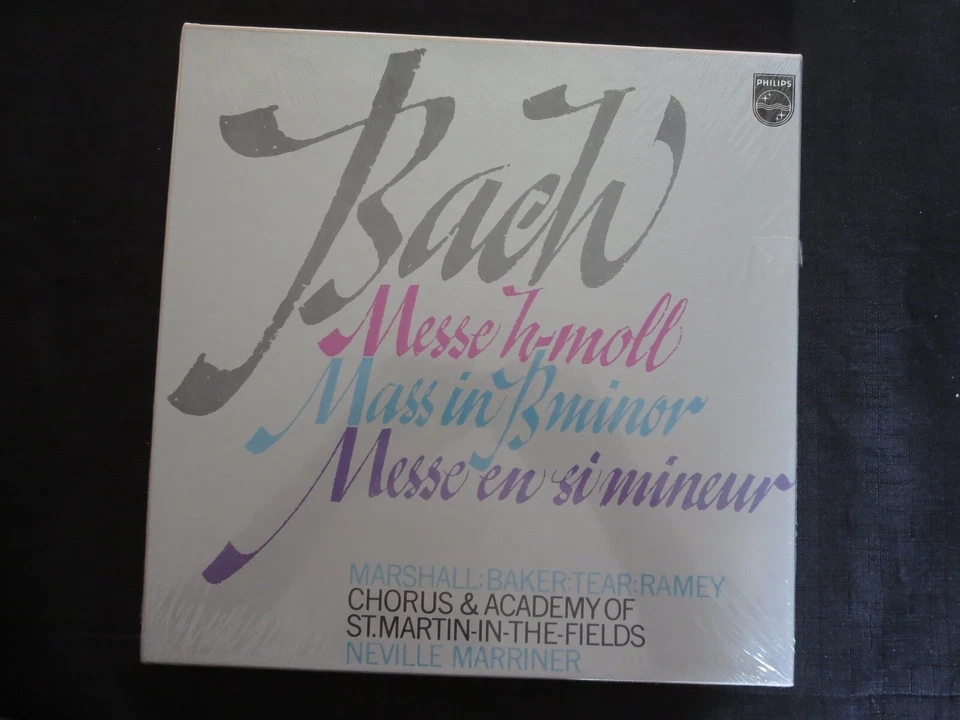 PHILIPS
Bach
Messe h-moll
Mass in B minor
Messe en si mineur
MARSHALL:BAKER:TEAR:RAMEY
CHORUS & ACADEMY OF
ST.MARTIN-IN-THE-FIELDS
NEVILLE MARRINER